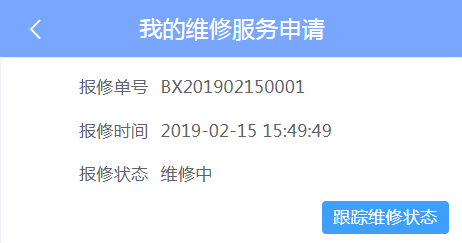 我的维修服务申请
报修单号 BX201902150001
报修时间 2019-02-15 15:49:49
报修状态 维修中
跟踪维修状态